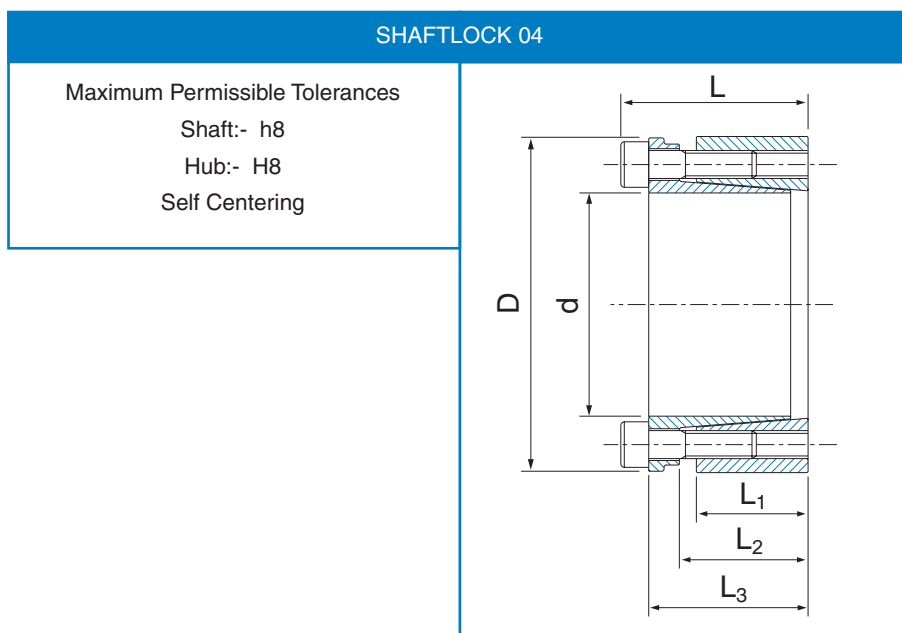 SHAFTLOCK 04
Maximum Permissible Tolerances
Shaft:- h8
Hub:- H8
Self Centering
L
D
d
L₁
L₂
L₃